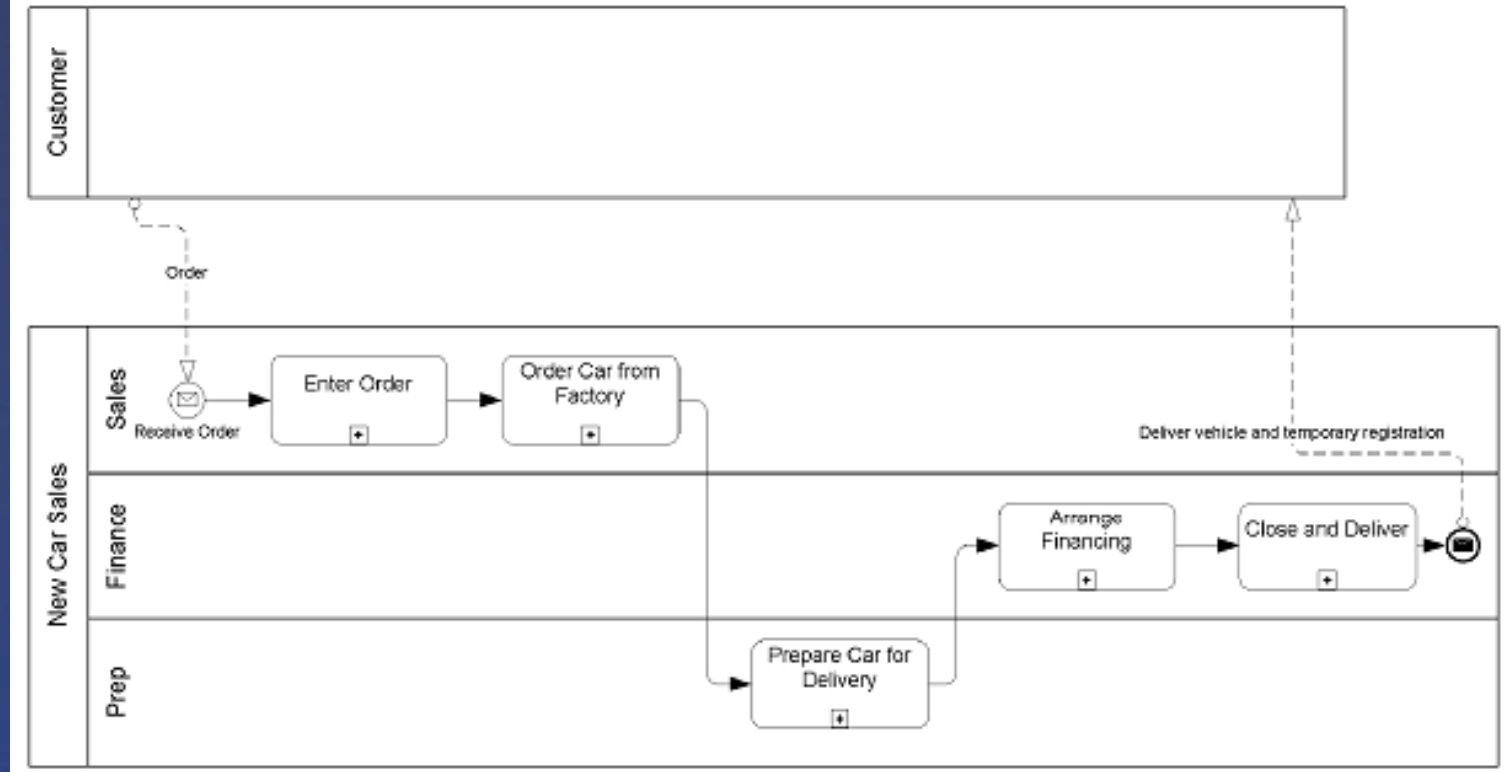 Customer
Order
New Car Sales
Sales
Receive Order
Enter Order
Order Car from
Factory
Deliver vehicle and temporary registration
Finance
Arrange
Financing
Close and Deliver
Prep
Prepare Car for
Delivery